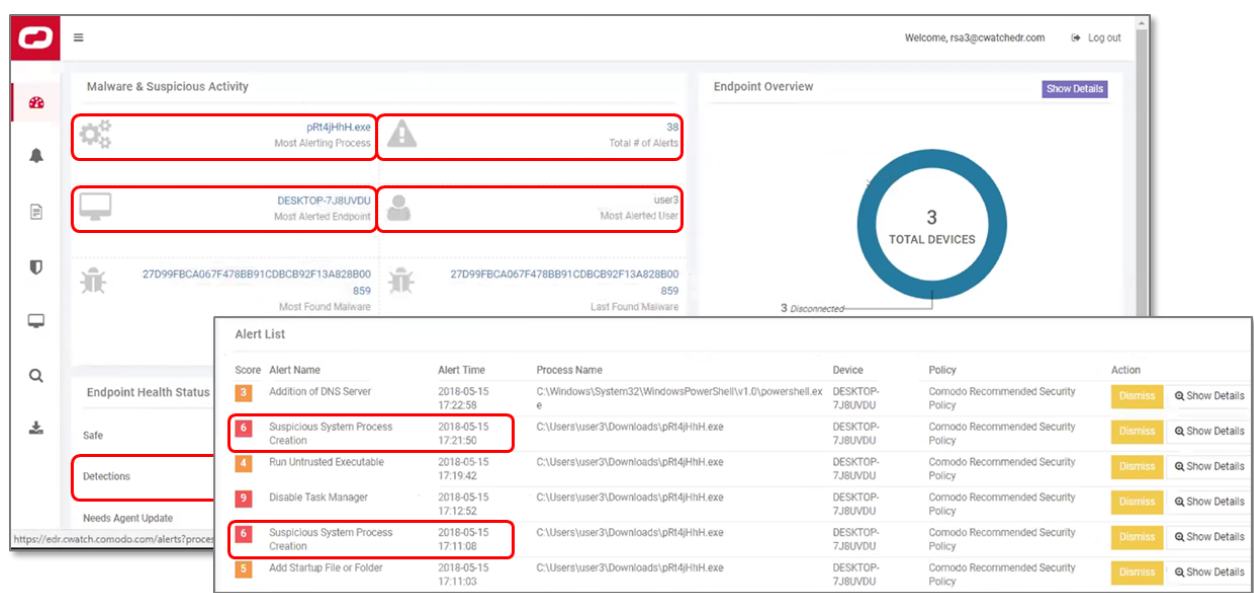 Welcome, rsa3@cwatchedr.com Log out
Malware & Suspicious Activity
pRt4jHhH.exe
Most Alerting Process
38
Total # of Alerts
DESKTOP-7J8UVDU
Most Alerted Endpoint
user3
Most Alerted User
27D99FBCA067F478BB91CDBCB92F13A828B00
859
Most Found Malware
27D99FBCA067F478BB91CDBCB92F13A828B00
859
Last Found Malware
Endpoint Overview
Show Details
3
TOTAL DEVICES
3 Disconnected
Endpoint Health Status
Safe
Detections
Needs Agent Update
https://edr.cwatch.comodo.com/alerts?proces
Alert List
Score Alert Name Alert Time Process Name Device Policy Action
3 Addition of DNS Server 2018-05-15 C:\Windows\System32\WindowsPowerShell\v1.0\powershell.ex DESKTOP- Comodo Recommended Security Dismiss Show Details
17:22:58 e 7J8UVDU Policy
6 Suspicious System Process 2018-05-15 C:\Users\user3\Downloads\pRt4jHhH.exe DESKTOP- Comodo Recommended Security Dismiss Show Details
Creation 17:21:50 7J8UVDU Policy
4 Run Untrusted Executable 2018-05-15 C:\Users\user3\Downloads\pRt4jHhH.exe DESKTOP- Comodo Recommended Security Dismiss Show Details
17:19:42 7J8UVDU Policy
9 Disable Task Manager 2018-05-15 C:\Users\user3\Downloads\pRt4jHhH.exe DESKTOP- Comodo Recommended Security Dismiss Show Details
17:12:52 7J8UVDU Policy
6 Suspicious System Process 2018-05-15 C:\Users\user3\Downloads\pRt4jHhH.exe DESKTOP- Comodo Recommended Security Dismiss Show Details
Creation 17:11:08 7J8UVDU Policy
5 Add Startup File or Folder 2018-05-15 C:\Users\user3\Downloads\pRt4jHhH.exe DESKTOP- Comodo Recommended Security Dismiss Show Details
17:11:03 7J8UVDU Policy